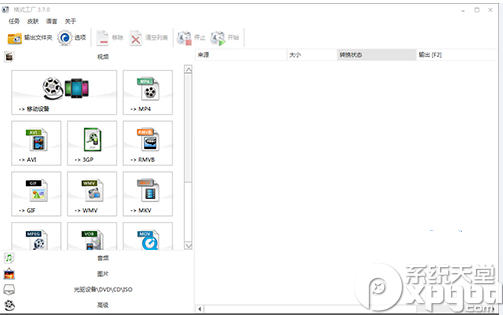 格式工厂 3.7.0
任务 皮肤 语言 关于
输出文件夹 选项 移除 清空列表 停止 开始
视频 来源 大小 转换状态 输出 [F2]
-> 移动设备
MP4
-> MP4
AVI
-> AVI
-> 3GP
RMVB
-> RMVB
GIF
-> GIF
WMV
-> WMV
-> MKV
MPEG
VOB
MOV
音频
图片
光驱设备\DVD\CD\ISO
高级
系统天堂
xpgod.com